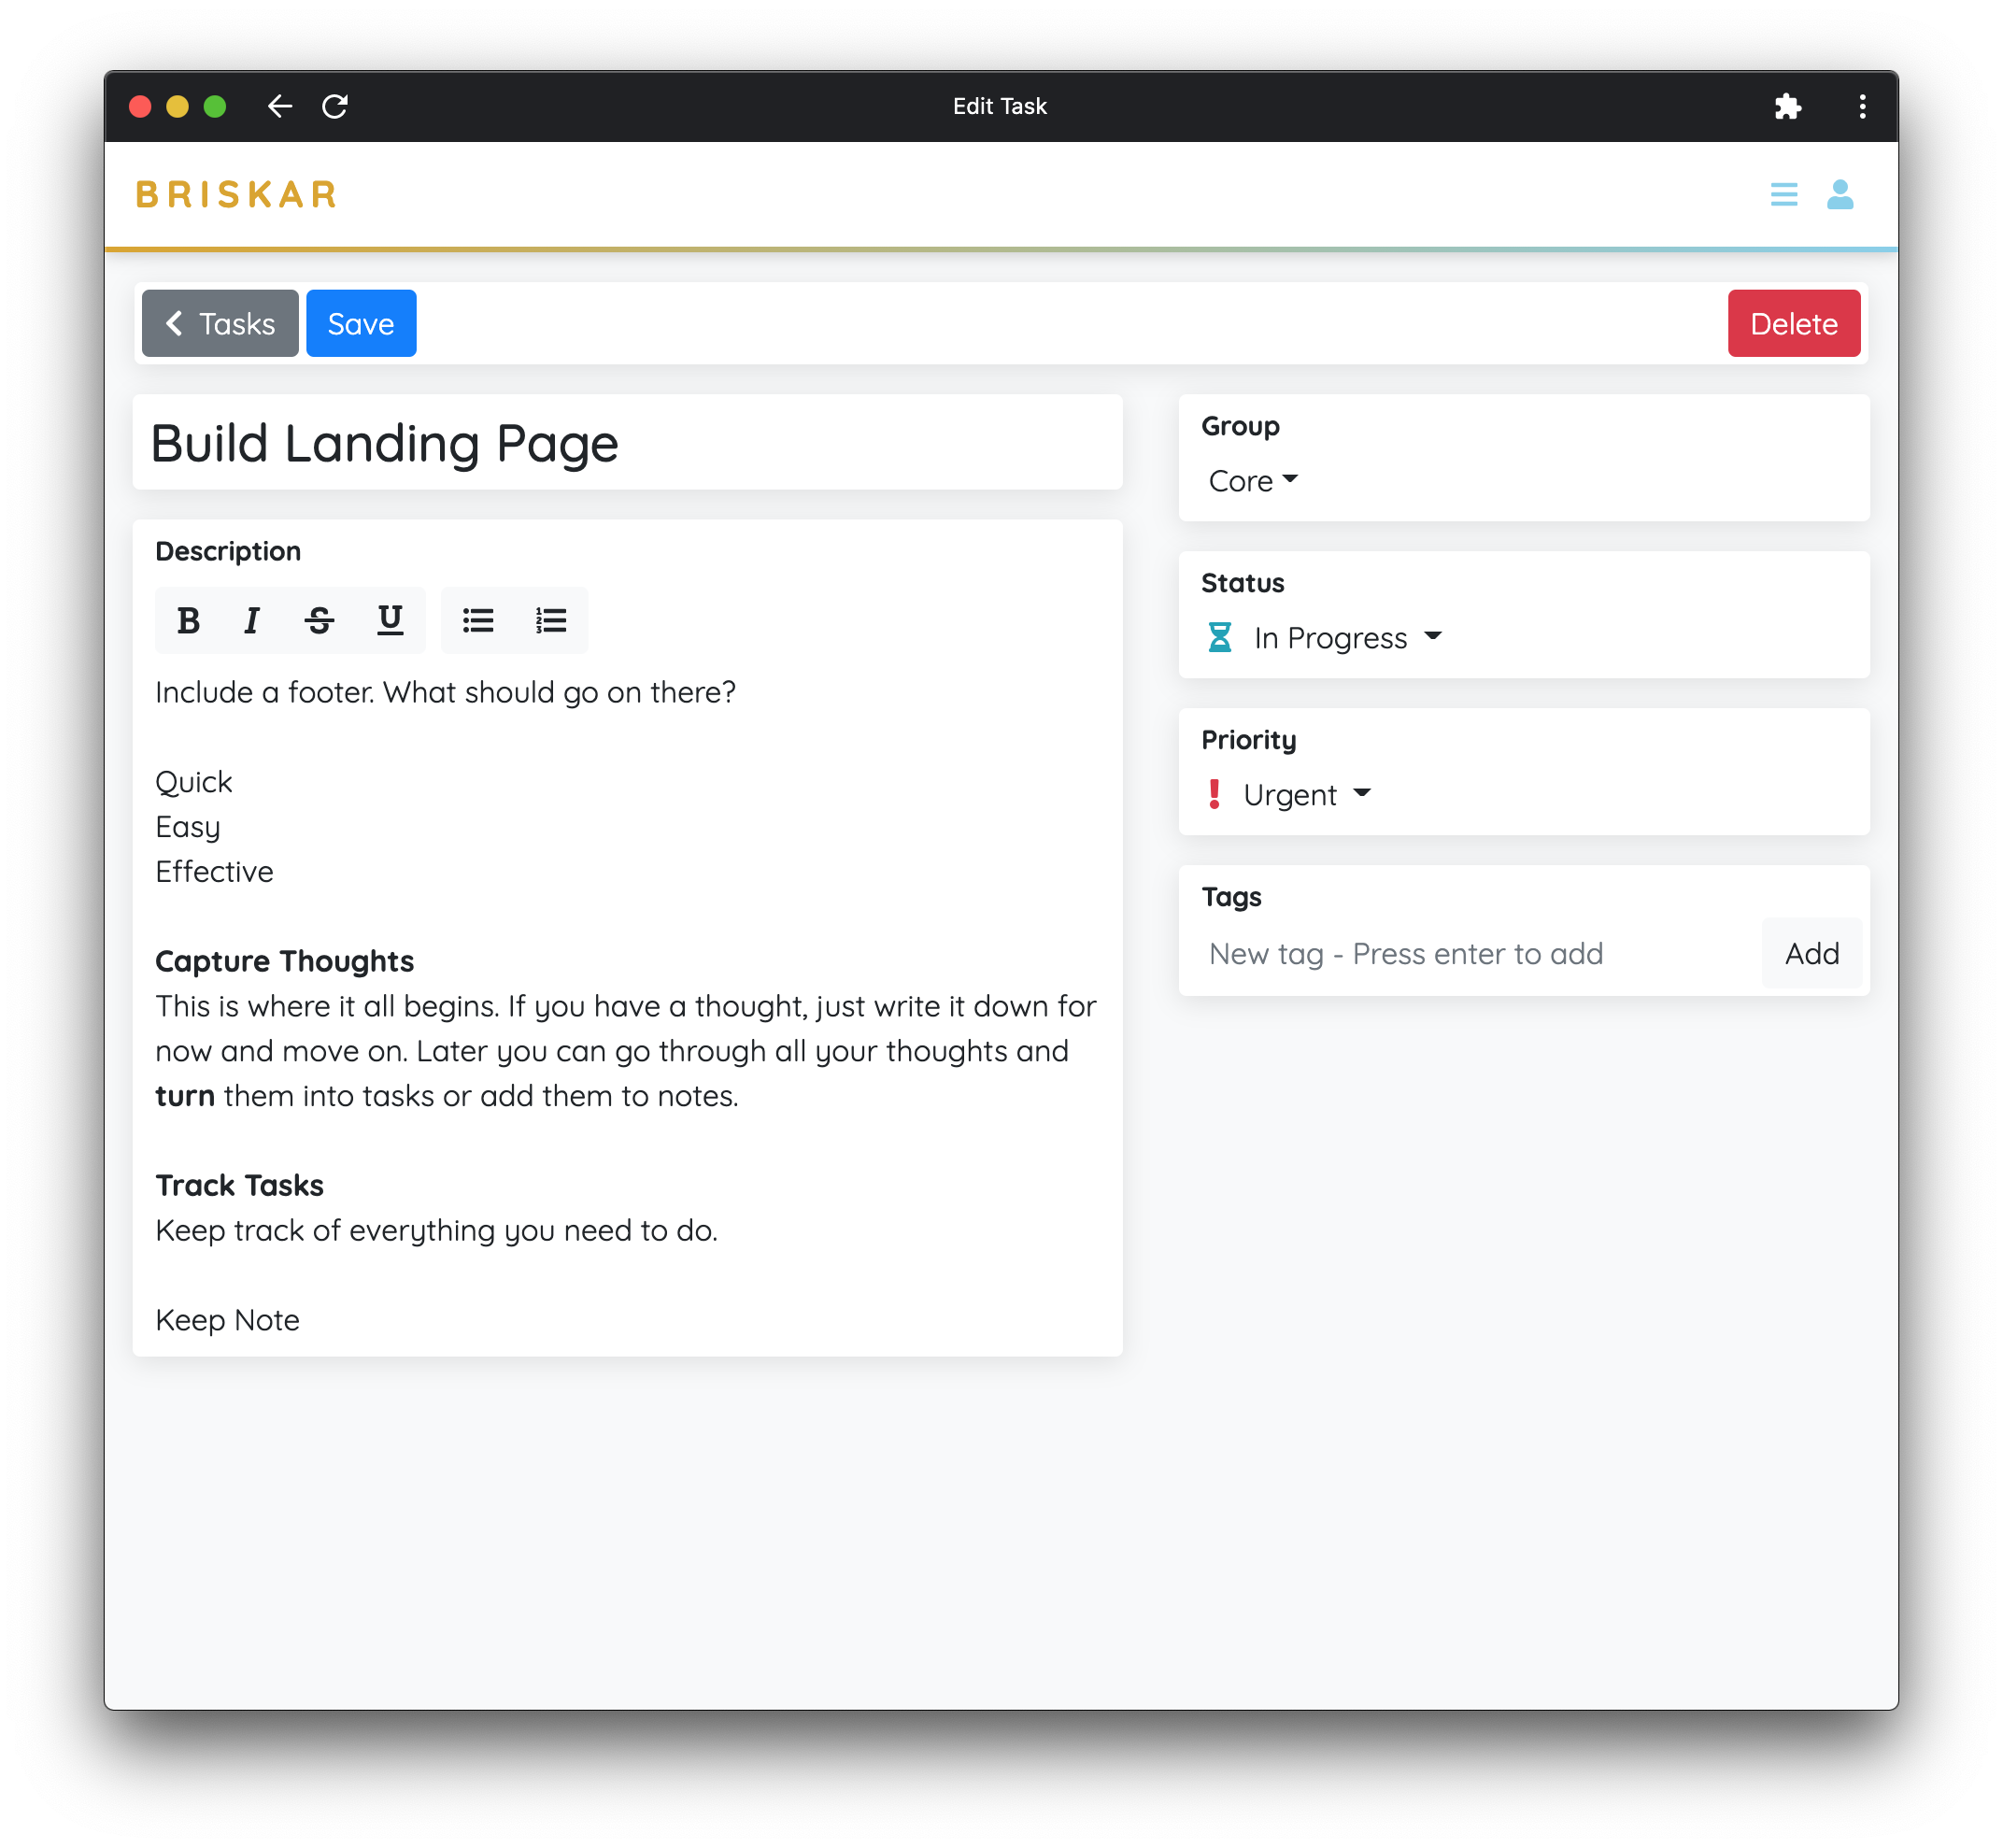 Edit Task
BRISKAR
Tasks
Save
Delete
Build Landing Page
Description
B I S U
Include a footer. What should go on there?
Quick
Easy
Effective
Capture Thoughts
This is where it all begins. If you have a thought, just write it down for
now and move on. Later you can go through all your thoughts and
turn them into tasks or add them to notes.
Track Tasks
Keep track of everything you need to do.
Keep Note
Group
Core
Status
In Progress
Priority
Urgent
Tags
New tag - Press enter to add
Add